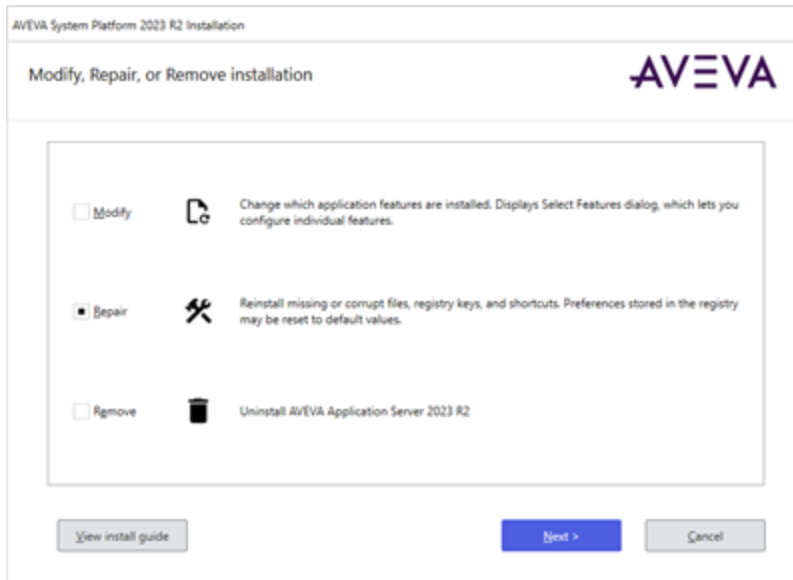 AVEVA System Platform 2023 R2 Installation
Modify, Repair, or Remove installation
AVEVA
Modify
Change which application features are installed. Displays Select Features dialog, which lets you
configure individual features.
Repair
Reinstall missing or corrupt files, registry keys, and shortcuts. Preferences stored in the registry
may be reset to default values.
Remove
Uninstall AVEVA Application Server 2023 R2
View install guide
Next >
Cancel